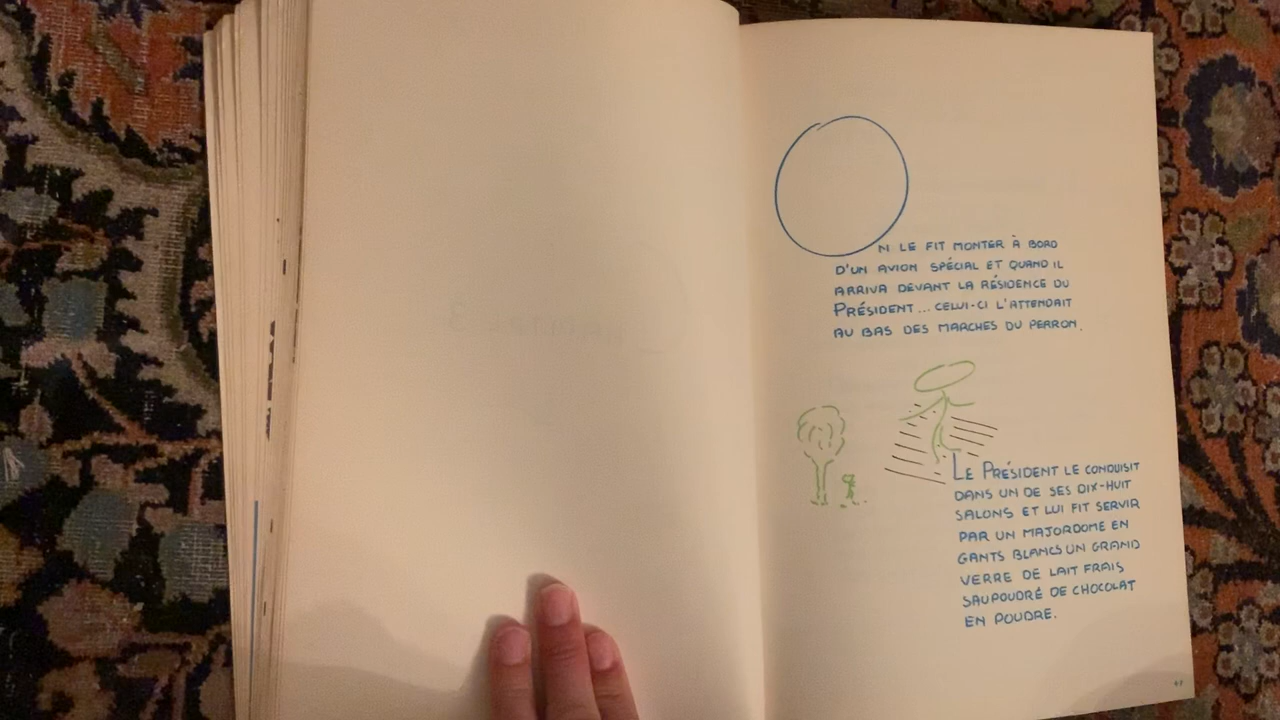 ON LE FIT MONTER À BORD
D'UN AVION SPÉCIAL ET QUAND IL
ARRIVA DEVANT LA RÉSIDENCE DU
PRÉSIDENT... CELUI-CI L'ATTENDAIT
AU BAS DES MARCHES DU PERRON.
LE PRÉSIDENT LE CONDUISIT
DANS UN DE SES DIX-HUIT
SALONS ET LUI FIT SERVIR
PAR UN MAJORDOME EN
GANTS BLANCS UN GRAND
VERRE DE LAIT FRAIS
SAUPOUDRÉ DE CHOCOLAT
EN POUDRE.